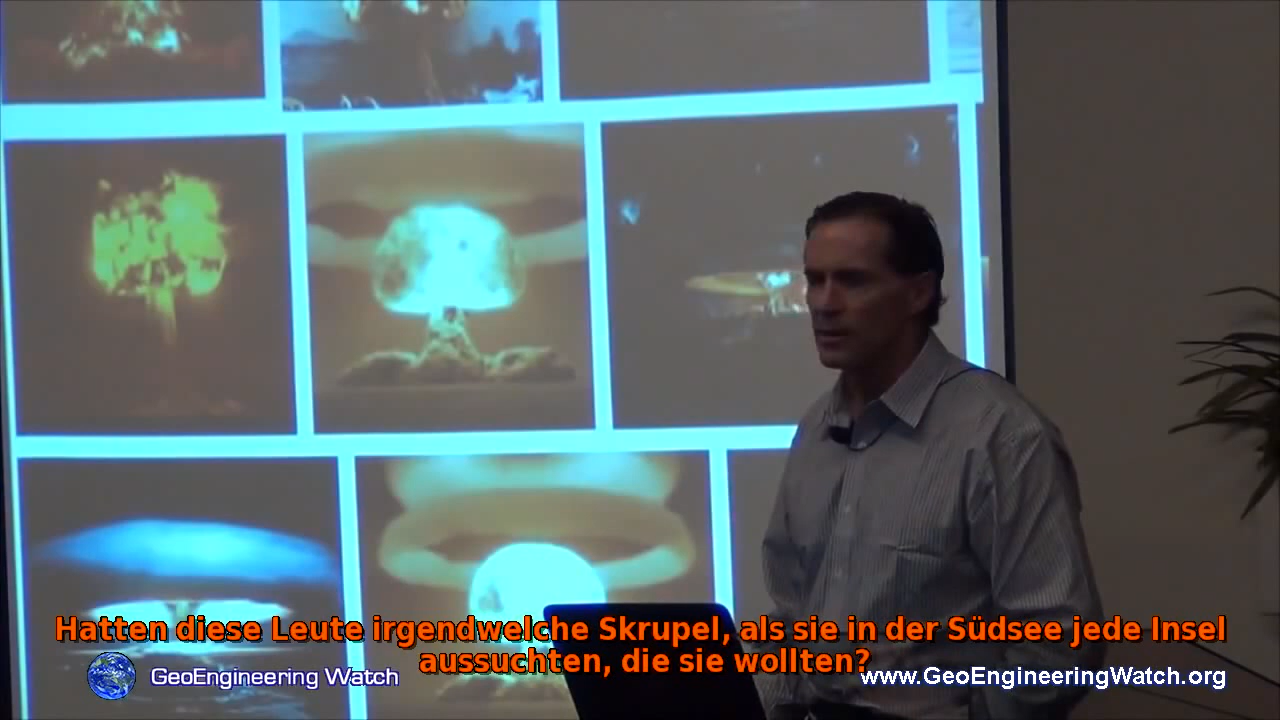 Hatten diese Leute irgendwelche Skrupel, als sie in der Südsee jede Insel
aussuchten, die sie wollten?
GeoEngineering Watch
www.GeoEngineeringWatch.org